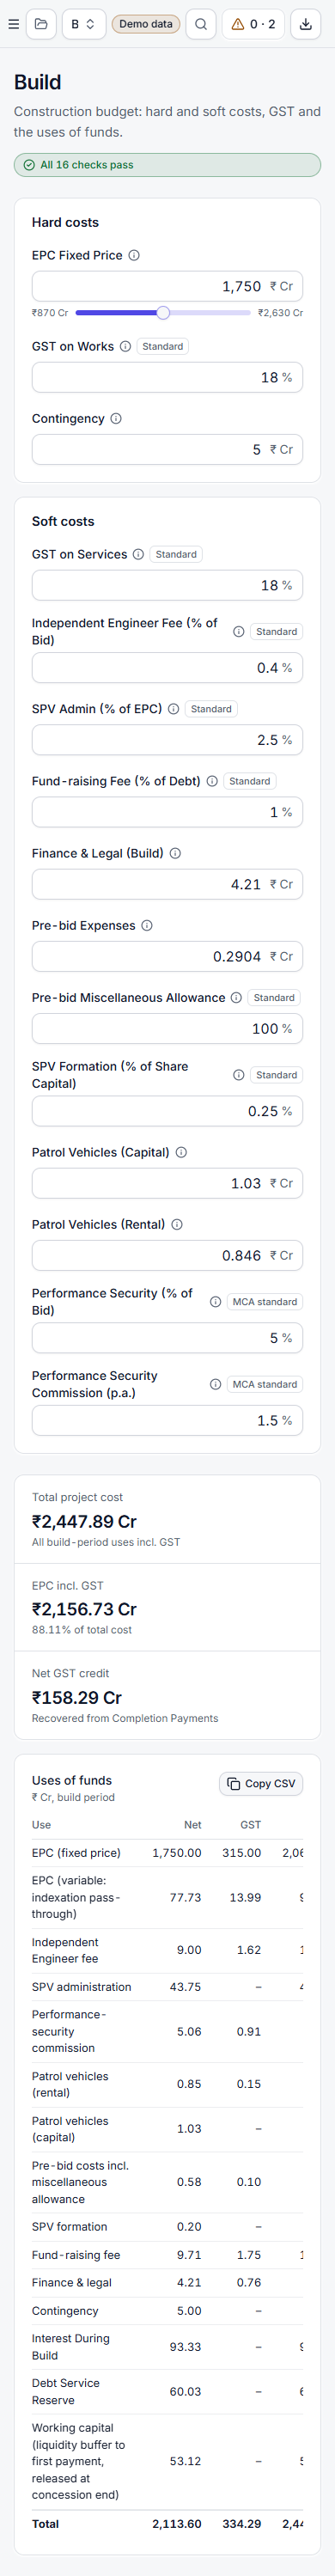 B Demo data 0 · 2
Build
Construction budget: hard and soft costs, GST and
the uses of funds.
All 16 checks pass
Hard costs
EPC Fixed Price
1,750 ₹ Cr
₹870 Cr ₹2,630 Cr
GST on Works Standard
18 %
Contingency
5 ₹ Cr
Soft costs
GST on Services Standard
18 %
Independent Engineer Fee (% of
Bid) Standard
0.4 %
SPV Admin (% of EPC) Standard
2.5 %
Fund-raising Fee (% of Debt) Standard
1 %
Finance & Legal (Build)
4.21 ₹ Cr
Pre-bid Expenses
0.2904 ₹ Cr
Pre-bid Miscellaneous Allowance Standard
100 %
SPV Formation (% of Share
Capital) Standard
0.25 %
Patrol Vehicles (Capital)
1.03 ₹ Cr
Patrol Vehicles (Rental)
0.846 ₹ Cr
Performance Security (% of
Bid) MCA standard
5 %
Performance Security
Commission (p.a.) MCA standard
1.5 %
Total project cost
₹2,447.89 Cr
All build-period uses incl. GST
EPC incl. GST
₹2,156.73 Cr
88.11% of total cost
Net GST credit
₹158.29 Cr
Recovered from Completion Payments
Uses of funds
₹ Cr, build period
Copy CSV
Use Net GST
EPC (fixed price) 1,750.00 315.00
EPC (variable:
indexation pass-
through) 77.73 13.99
Independent
Engineer fee 9.00 1.62
SPV administration 43.75 –
Performance-
security
commission 5.06 0.91
Patrol vehicles
(rental) 0.85 0.15
Patrol vehicles
(capital) 1.03 –
Pre-bid costs incl.
miscellaneous
allowance 0.58 0.10
SPV formation 0.20 –
Fund-raising fee 9.71 1.75
Finance & legal 4.21 0.76
Contingency 5.00 –
Interest During
Build 93.33 –
Debt Service
Reserve 60.03 –
Working capital
(liquidity buffer to
first payment,
released at
concession end) 53.12 –
Total 2,113.60 334.29